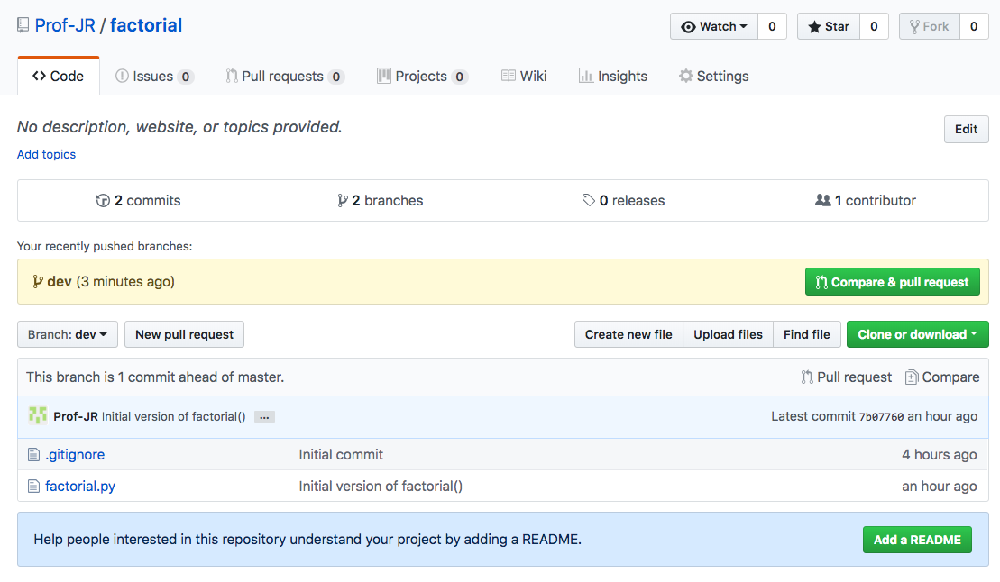 Prof-JR / factorial
Watch 0 Star 0 Fork 0
Code Issues 0 Pull requests 0 Projects 0 Wiki Insights Settings
No description, website, or topics provided.
Edit
Add topics
2 commits 2 branches 0 releases 1 contributor
Your recently pushed branches:
dev (3 minutes ago) Compare & pull request
Branch: dev New pull request Create new file Upload files Find file Clone or download
This branch is 1 commit ahead of master. Pull request Compare
Prof-JR Initial version of factorial() … Latest commit 7b07760 an hour ago
.gitignore Initial commit 4 hours ago
factorial.py Initial version of factorial() an hour ago
Help people interested in this repository understand your project by adding a README. Add a README